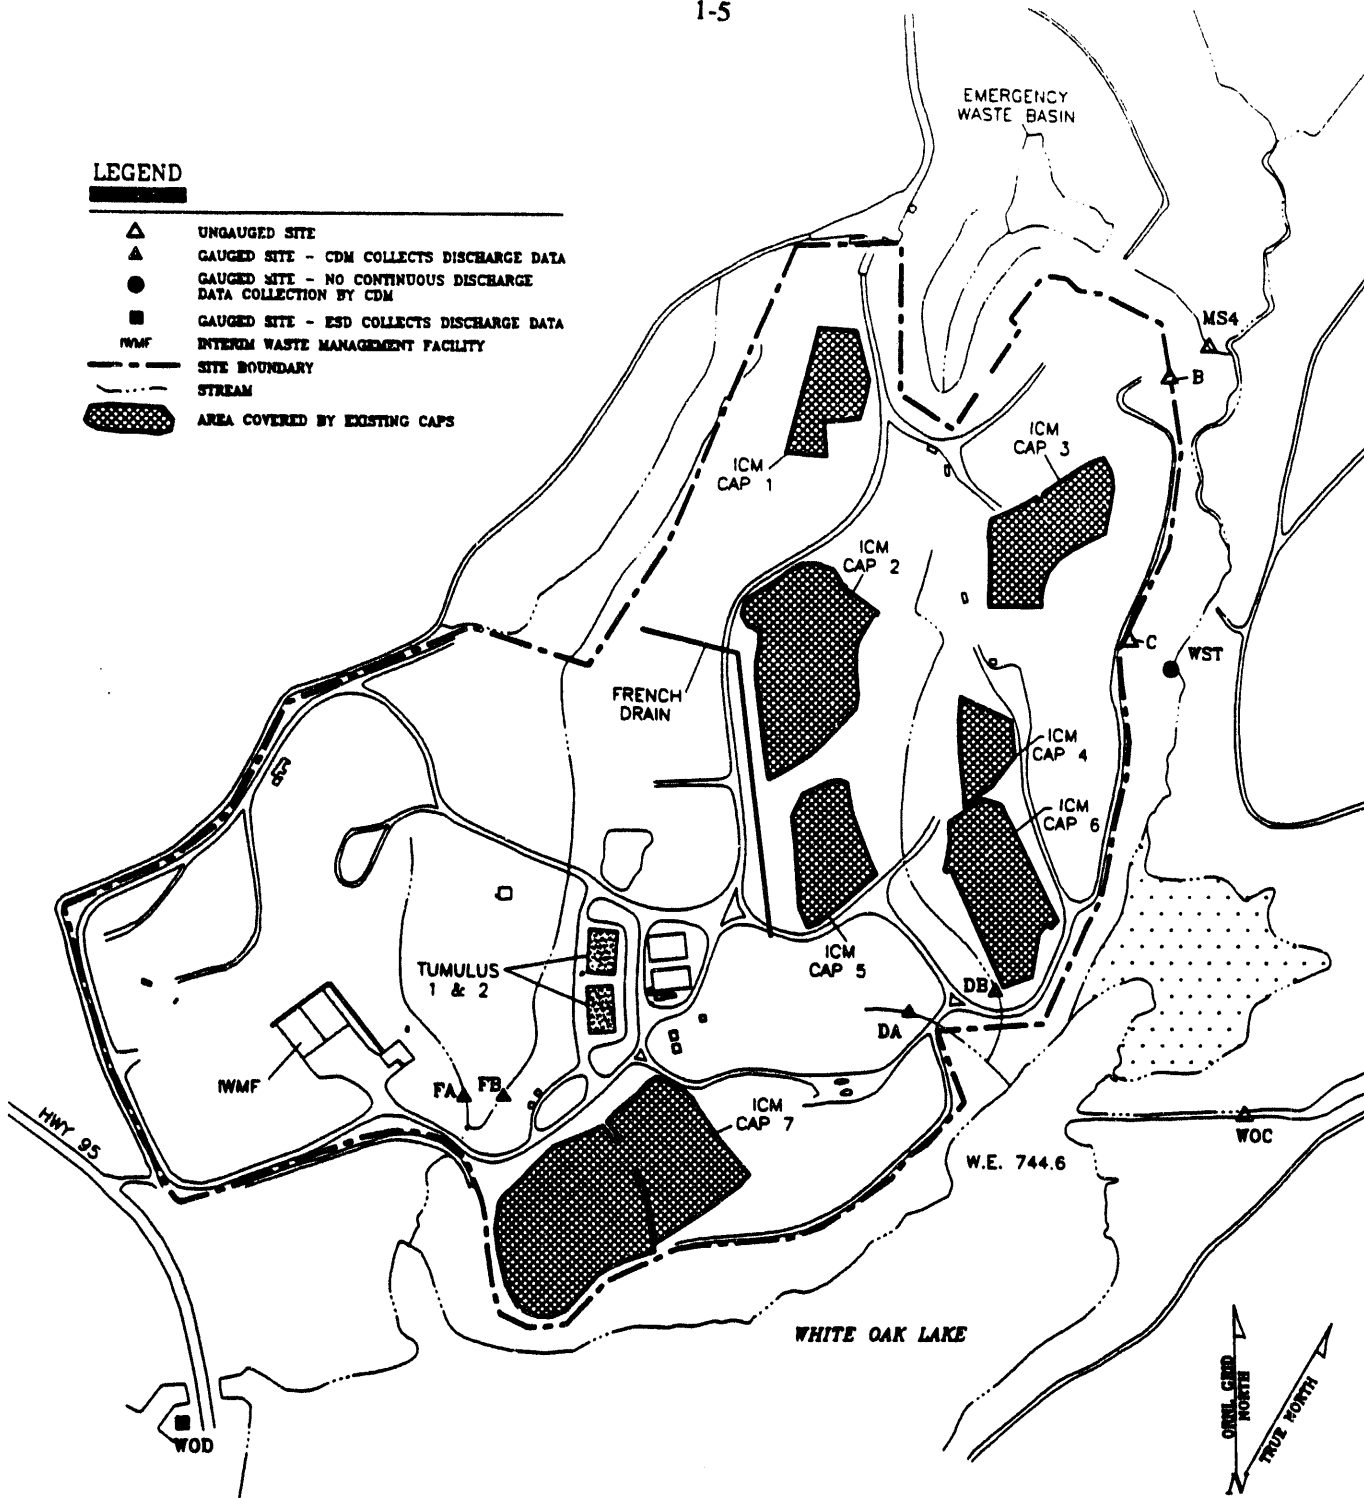 1-5
EMERGENCY
WASTE BASIN
LEGEND
UNGAUGED SITE
GAUGED SITE - CDM COLLECTS DISCHARGE DATA
GAUGED SITE - NO CONTINUOUS DISCHARGE
DATA COLLECTION BY CDM
GAUGED SITE - ESD COLLECTS DISCHARGE DATA
IWMF INTERIM WASTE MANAGEMENT FACILITY
SITE BOUNDARY
STREAM
AREA COVERED BY EXISTING CAPS
MS4
B
ICM
CAP 3
ICM
CAP 1
ICM
CAP 2
C
WST
FRENCH
DRAIN
ICM
CAP 4
ICM
CAP 6
ICM
CAP 5
TUMULUS
1 & 2
DB
DA
IWMF
FA
FB
ICM
CAP 7
HWY 95
WOC
W.E. 744.6
WHITE OAK LAKE
WOD
ORNL GRID
NORTH
TRUE NORTH
N